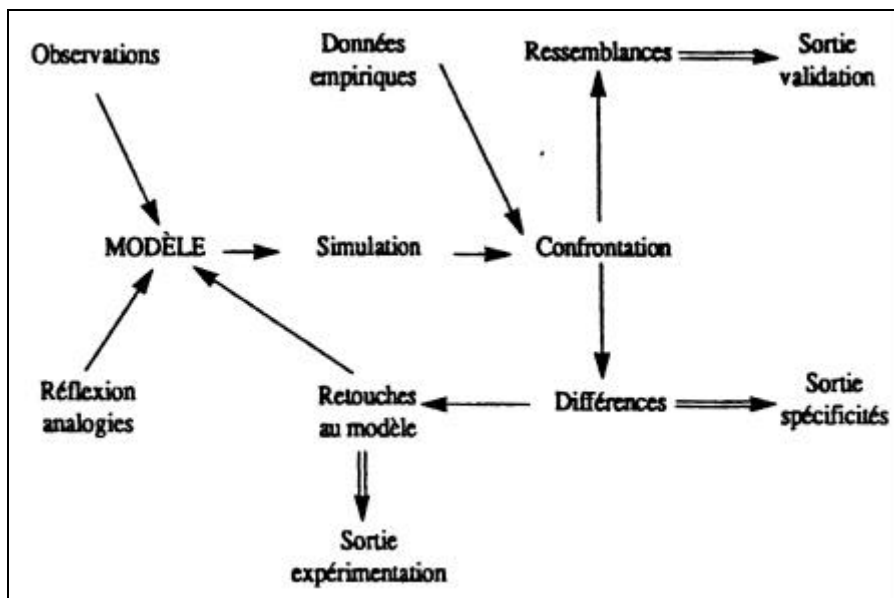 Observations
Données
empiriques
Ressemblances
Sortie
validation
MODÈLE
Simulation
Confrontation
Réflexion
analogies
Retouches
au modèle
Différences
Sortie
spécificités
Sortie
expérimentation